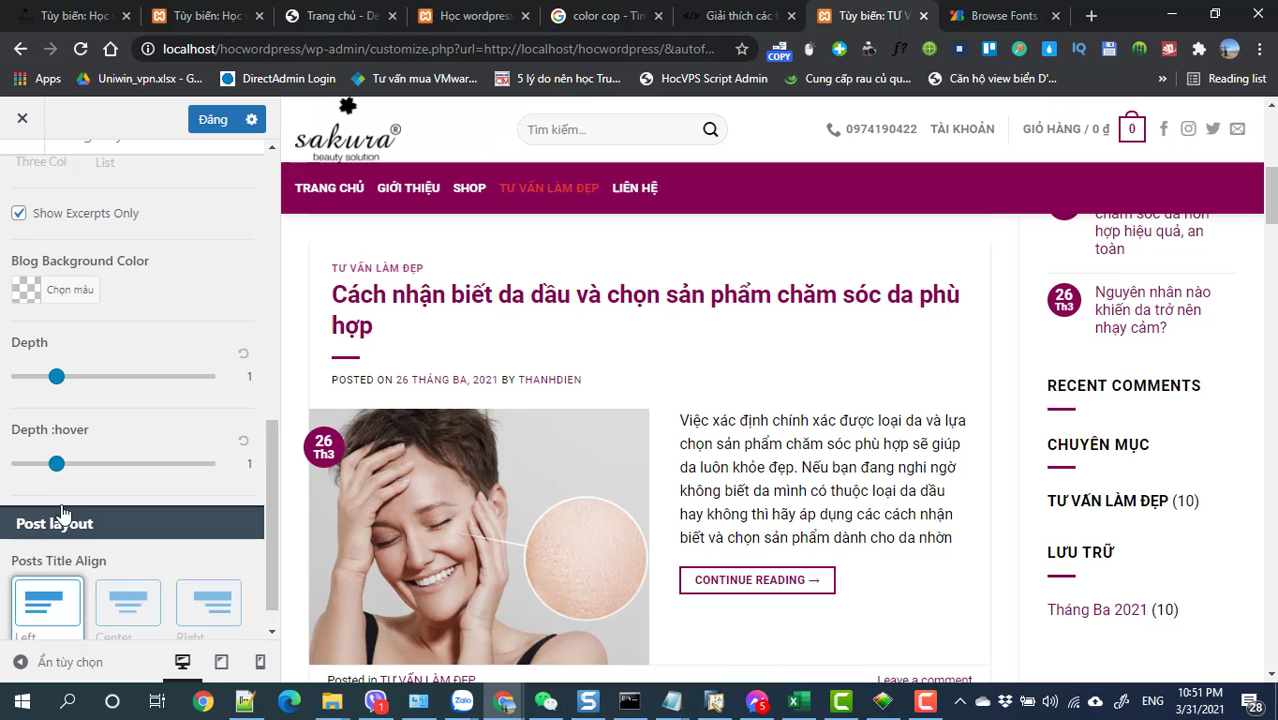 Tùy biến: Học
Tùy biến: Học
Trang chủ - De
Học wordpress
color cop - Tìm
Giải thích các t
Tùy biến: TƯ V
Browse Fonts -
localhost/hocwordpress/wp-admin/customize.php?url=http://localhost/hocwordpress/&autof...
COPY
f?
IQ
Apps
Uniwin_vpn.xlsx - G...
DirectAdmin Login
Tư vấn mua VMwar...
5 lý do nên học Tru...
HocVPS Script Admin
Cung cấp rau củ qu...
Căn hộ view biển D'...
»
Reading list
Đăng
Three Col
List
Show Excerpts Only
Blog Background Color
Chọn màu
Depth
1
Depth :hover
1
Post layout
Posts Title Align
Left
Center
Right
Ẩn tùy chọn
sakura®
beauty solution
Tìm kiếm...
0974190422
TÀI KHOẢN
GIỎ HÀNG / 0 ₫
0
TRANG CHỦ
GIỚI THIỆU
SHOP
TƯ VẤN LÀM ĐẸP
LIÊN HỆ
TƯ VẤN LÀM ĐẸP
Cách nhận biết da dầu và chọn sản phẩm chăm sóc da phù
hợp
POSTED ON 26 THÁNG BA, 2021 BY THANHDIEN
26
Th3
Việc xác định chính xác được loại da và lựa
chọn sản phẩm chăm sóc phù hợp sẽ giúp
da luôn khỏe đẹp. Nếu bạn đang nghi ngờ
không biết da mình có thuộc loại da dầu
hay không thì hãy áp dụng các cách nhận
biết và chọn sản phẩm dành cho da nhờn
CONTINUE READING →
Posted in TƯ VẤN LÀM ĐẸP
Leave a comment
chăm sóc da hỗn
hợp hiệu quả, an
toàn
26
Th3
Nguyên nhân nào
khiến da trở nên
nhạy cảm?
RECENT COMMENTS
CHUYÊN MỤC
TƯ VẤN LÀM ĐẸP (10)
LƯU TRỮ
Tháng Ba 2021 (10)
1
Zalo
5
ENG
10:51 PM
3/31/2021
28